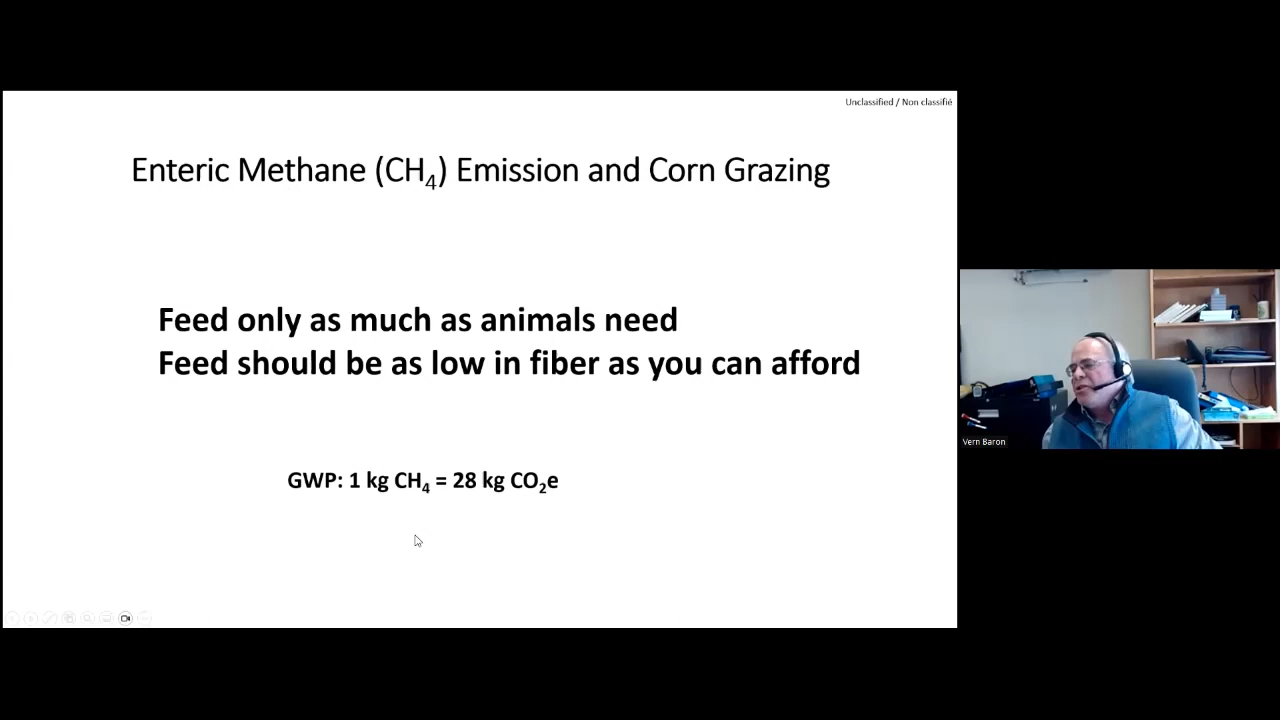 Unclassified / Non classifié
Enteric Methane (CH₄) Emission and Corn Grazing
Feed only as much as animals need
Feed should be as low in fiber as you can afford
GWP: 1 kg CH₄ = 28 kg CO₂e
Vern Baron